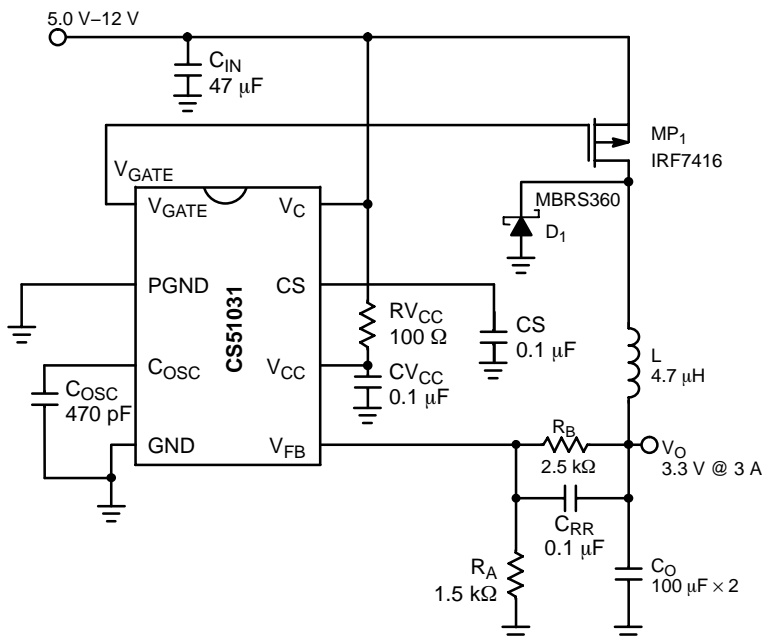 5.0 V–12 V
C_IN
47 μF
MP₁
IRF7416
V_GATE
MBRS360
D₁
V_GATE
V_C
PGND
CS
CS51031
RV_CC
100 Ω
CS
0.1 μF
L
4.7 μH
C_OSC
V_CC
CV_CC
0.1 μF
C_OSC
470 pF
GND
V_FB
R_B
2.5 kΩ
V_O
3.3 V @ 3 A
C_RR
0.1 μF
R_A
1.5 kΩ
C_O
100 μF × 2